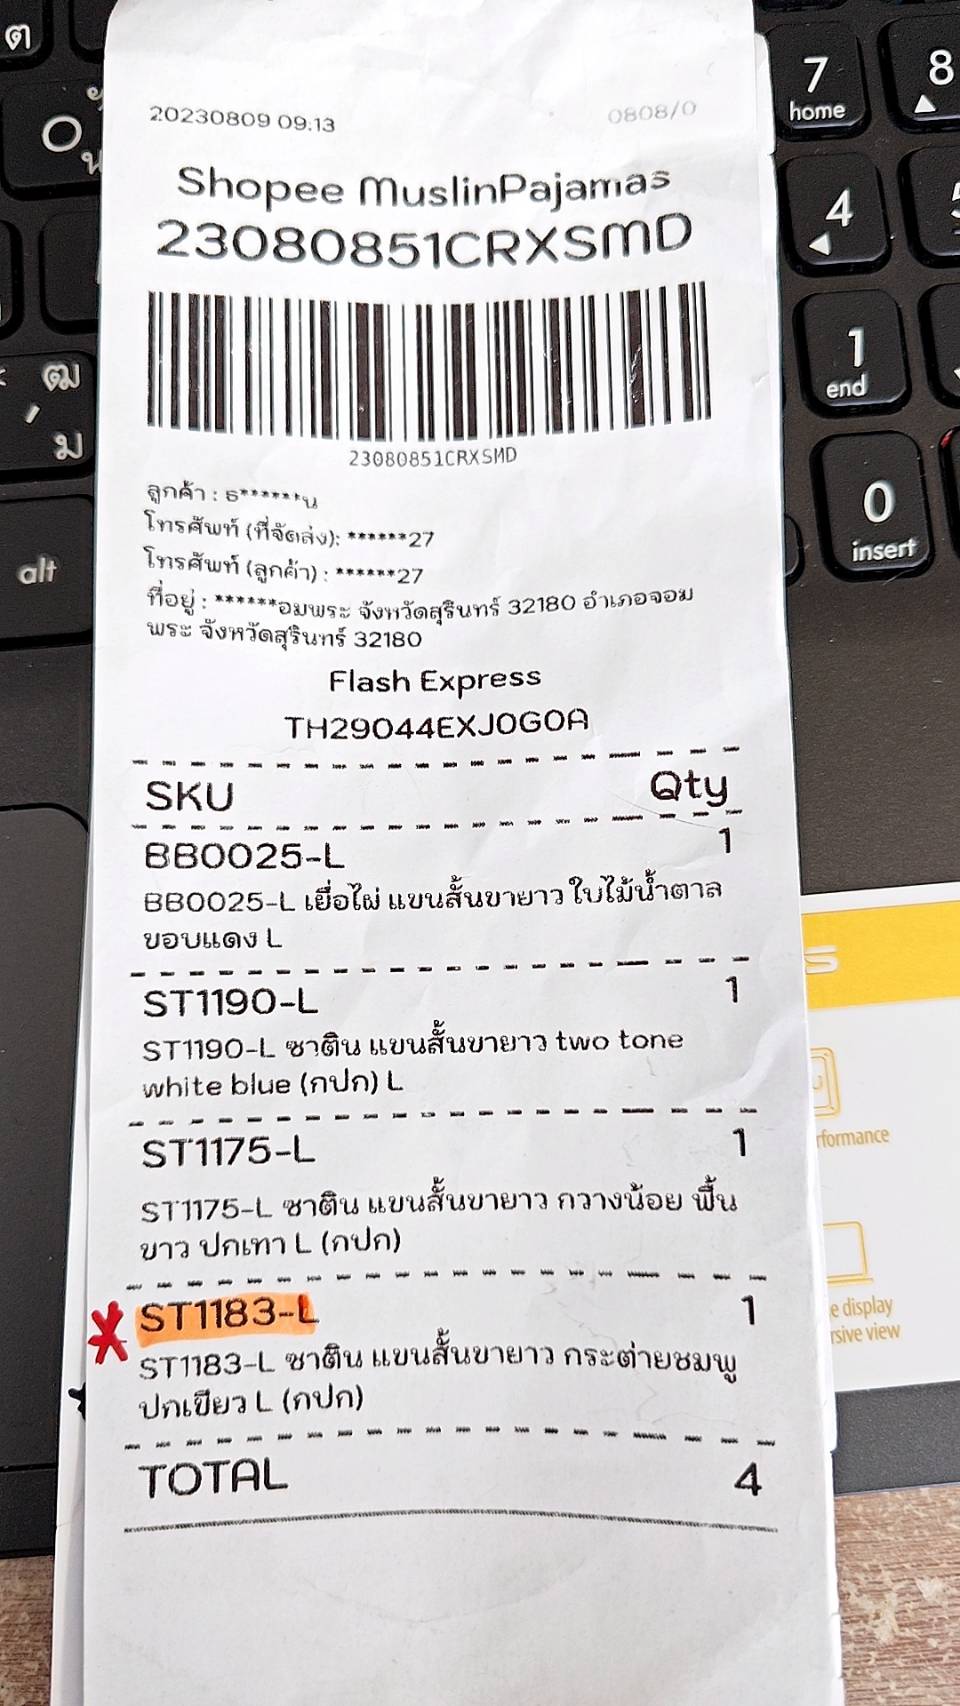 20230809 09:13
0808/0
Shopee MuslinPajamas
23080851CRXSMD
23080851CRXSMD
ลูกค้า : ธ******น
โทรศัพท์ (ที่จัดส่ง): ******27
โทรศัพท์ (ลูกค้า) : ******27
ที่อยู่ : ******อมพระ จังหวัดสุรินทร์ 32180 อำเภอจอม
พระ จังหวัดสุรินทร์ 32180
Flash Express
TH29044EXJ0G0A
SKU Qty
BB0025-L 1
BB0025-L เยื่อไผ่ แขนสั้นขายาว ใบไม้น้ำตาล
ขอบแดง L
ST1190-L 1
ST1190-L ซาติน แขนสั้นขายาว two tone
white blue (กปก) L
ST1175-L 1
ST1175-L ซาติน แขนสั้นขายาว กวางน้อย พื้น
ขาว ปกเทา L (กปก)
ST1183-L 1
ST1183-L ซาติน แขนสั้นขายาว กระต่ายชมพู
ปกเขียว L (กปก)
TOTAL 4
7
home
8
4
1
end
0
insert
alt
ต
ฒ
ม
display
view